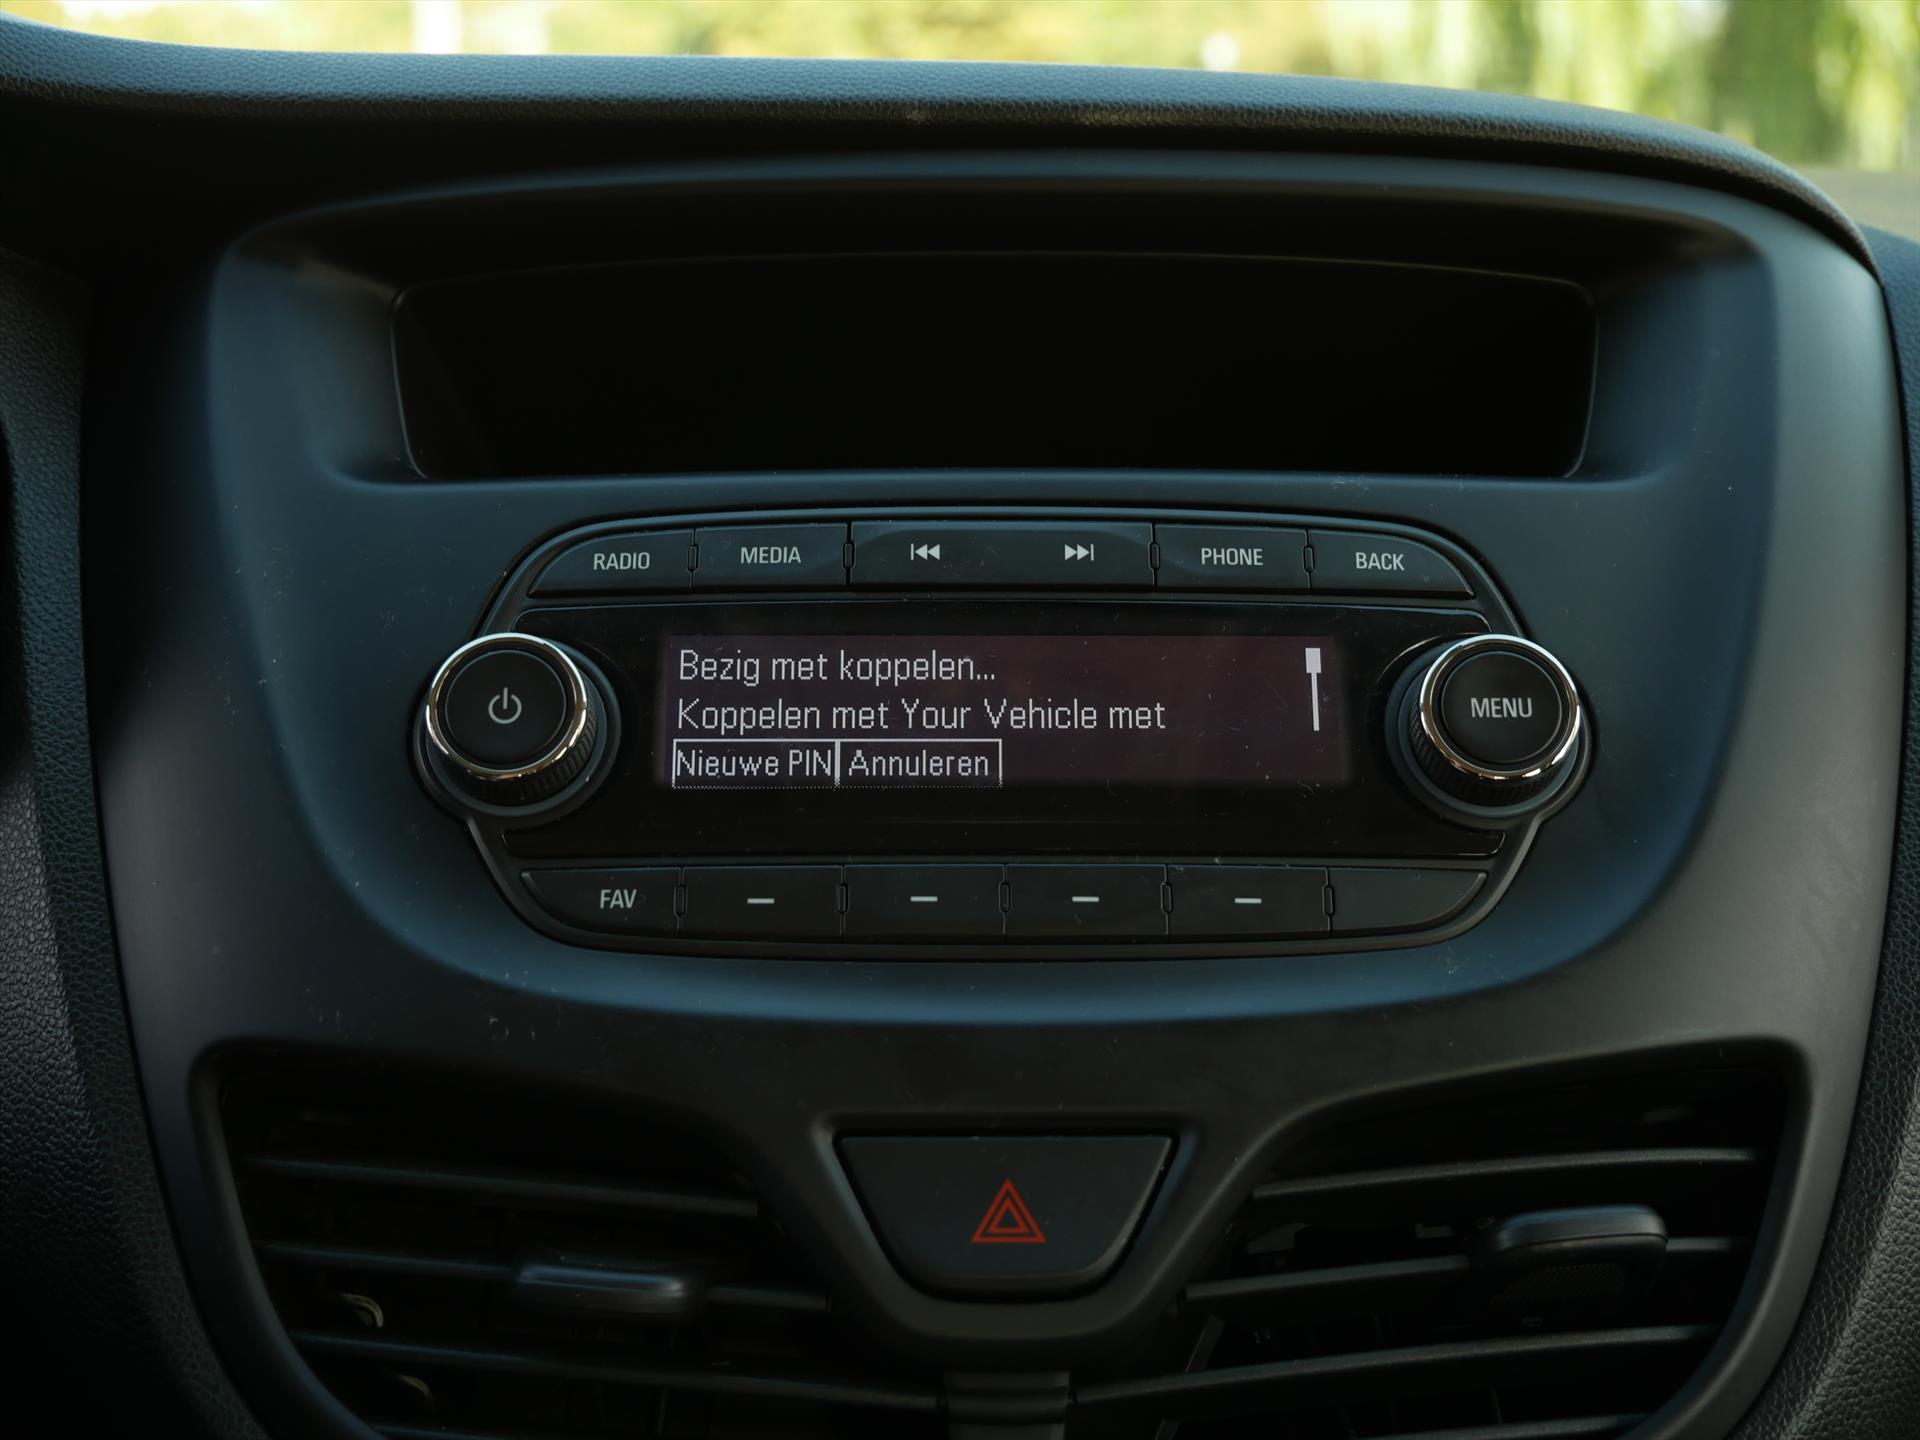 RADIO MEDIA PHONE BACK
Bezig met koppelen...
Koppelen met Your Vehicle met
Nieuwe PIN Annuleren
MENU
FAV